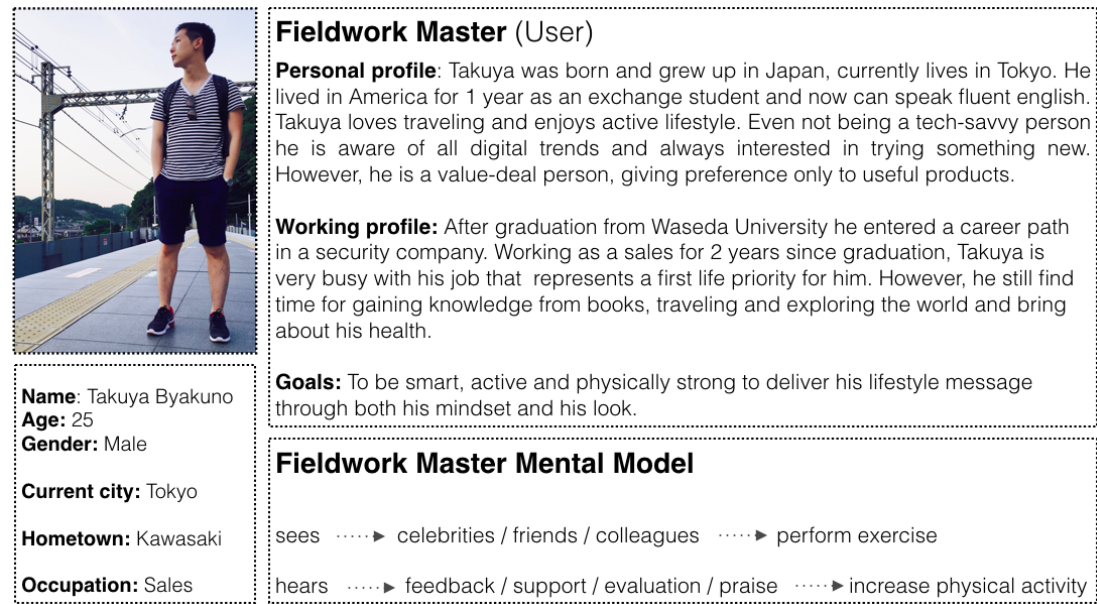 Fieldwork Master (User)
Personal profile: Takuya was born and grew up in Japan, currently lives in Tokyo. He
lived in America for 1 year as an exchange student and now can speak fluent english.
Takuya loves traveling and enjoys active lifestyle. Even not being a tech-savvy person
he is aware of all digital trends and always interested in trying something new.
However, he is a value-deal person, giving preference only to useful products.
Working profile: After graduation from Waseda University he entered a career path
in a security company. Working as a sales for 2 years since graduation, Takuya is
very busy with his job that represents a first life priority for him. However, he still find
time for gaining knowledge from books, traveling and exploring the world and bring
about his health.
Goals: To be smart, active and physically strong to deliver his lifestyle message
through both his mindset and his look.
Name: Takuya Byakuno
Age: 25
Gender: Male
Current city: Tokyo
Hometown: Kawasaki
Occupation: Sales
Fieldwork Master Mental Model
sees celebrities / friends / colleagues perform exercise
hears feedback / support / evaluation / praise increase physical activity